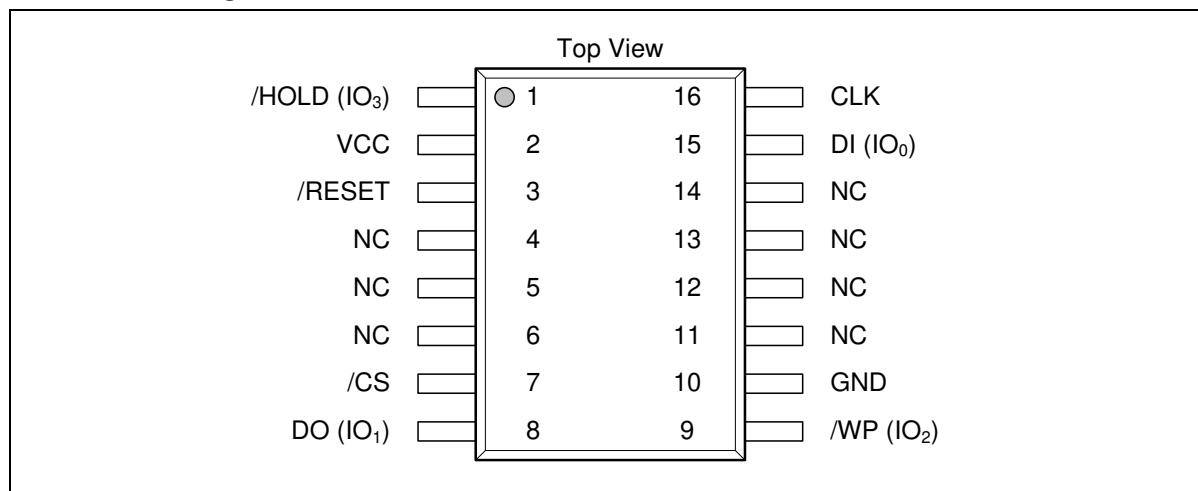 Top View
/HOLD (IO₃) 1 16 CLK
VCC 2 15 DI (IO₀)
/RESET 3 14 NC
NC 4 13 NC
NC 5 12 NC
NC 6 11 NC
/CS 7 10 GND
DO (IO₁) 8 9 /WP (IO₂)